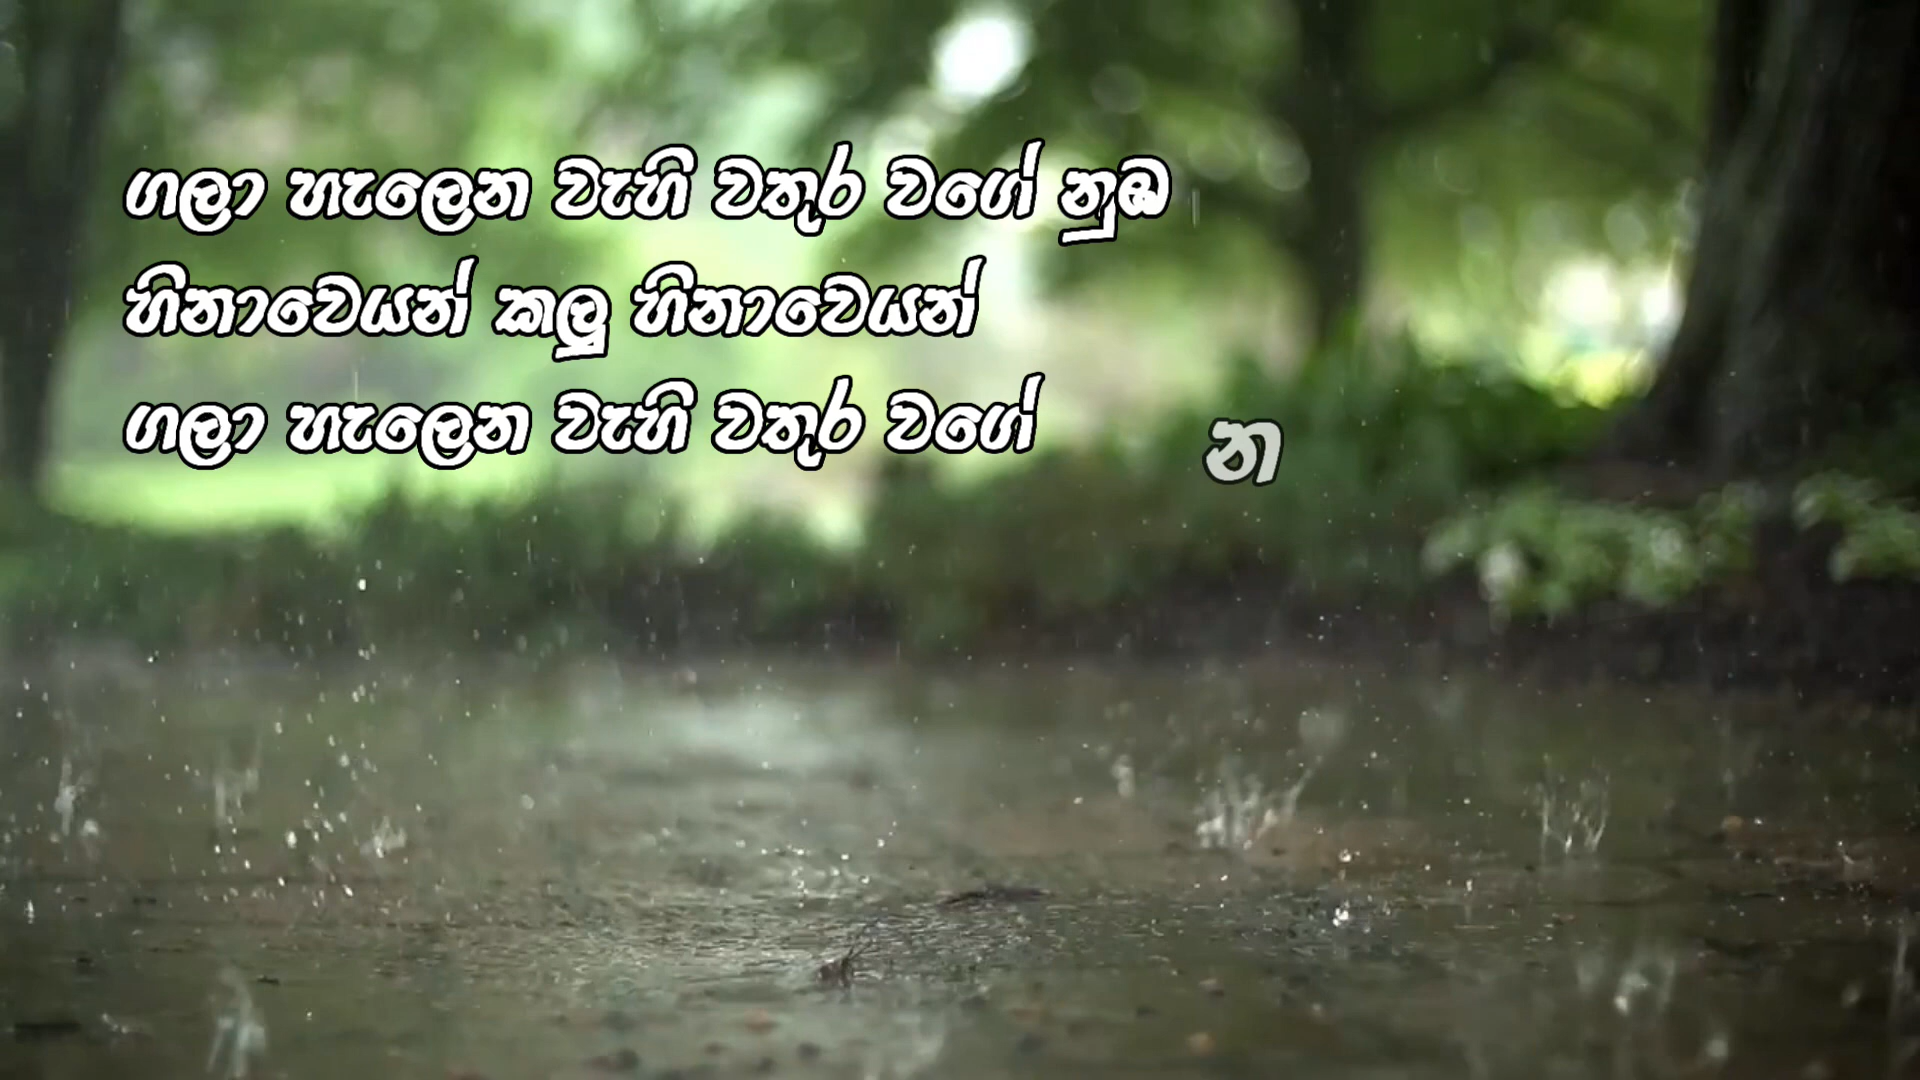 ගලා හැලෙන වැහි වතුර වගේ නුඹ
හිනාවෙයන් කලු හිනාවෙයන්
ගලා හැලෙන වැහි වතුර වගේ න